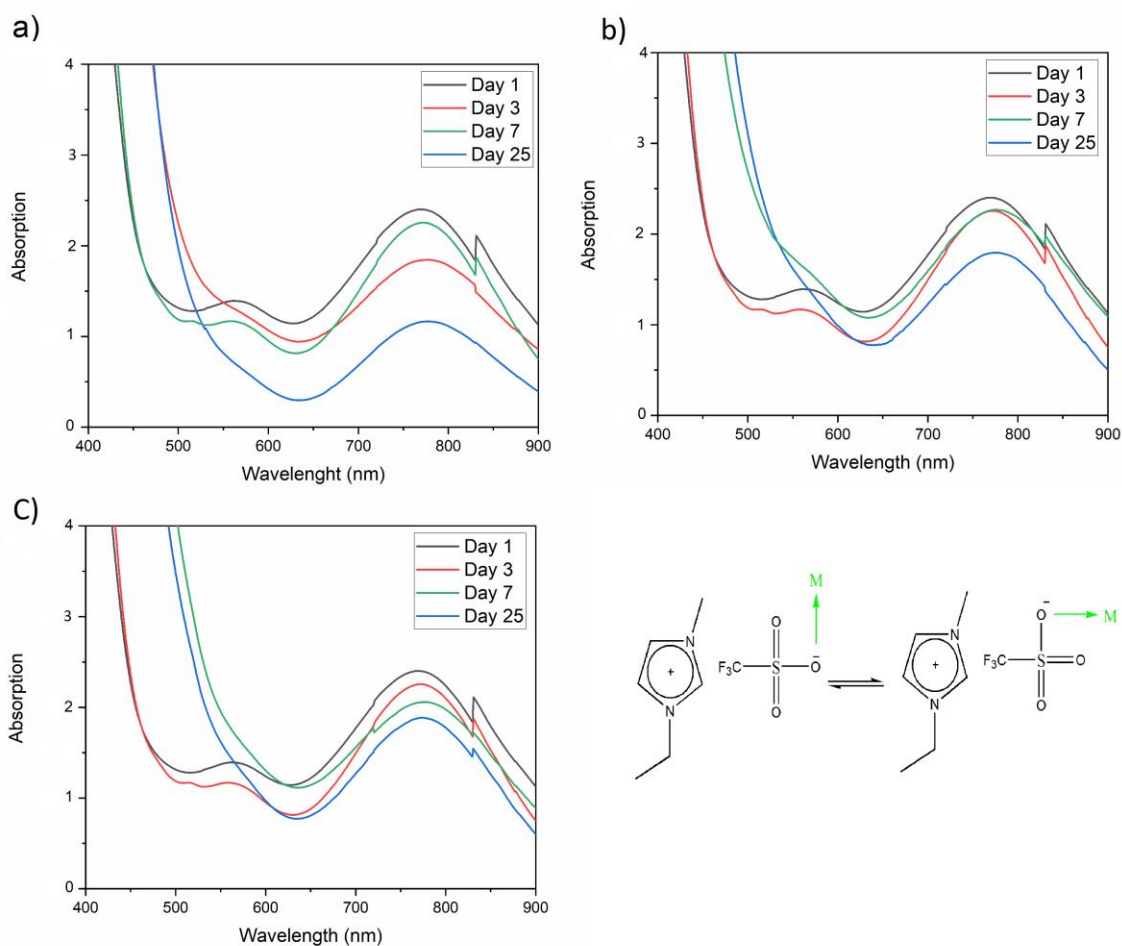 a)
4
3
2
1
0
Absorption
400 500 600 700 800 900
Wavelenght (nm)
Day 1
Day 3
Day 7
Day 25
b)
4
3
2
1
0
Absorption
400 500 600 700 800 900
Wavelength (nm)
Day 1
Day 3
Day 7
Day 25
C)
4
3
2
1
0
Absorption
400 500 600 700 800 900
Wavelength (nm)
Day 1
Day 3
Day 7
Day 25
M
N
+
N
O
F₃C S O⁻
O
M
N
+
N
O⁻ M
F₃C S O
O